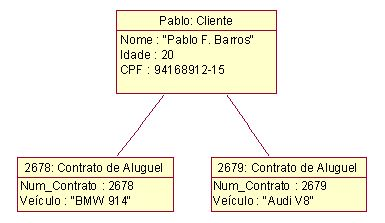 Pablo: Cliente
Nome : "Pablo F. Barros"
Idade : 20
CPF : 94168912-15
2678: Contrato de Aluguel
Num_Contrato : 2678
Veículo : "BMW 914"
2679: Contrato de Aluguel
Num_Contrato : 2679
Veículo : "Audi V8"